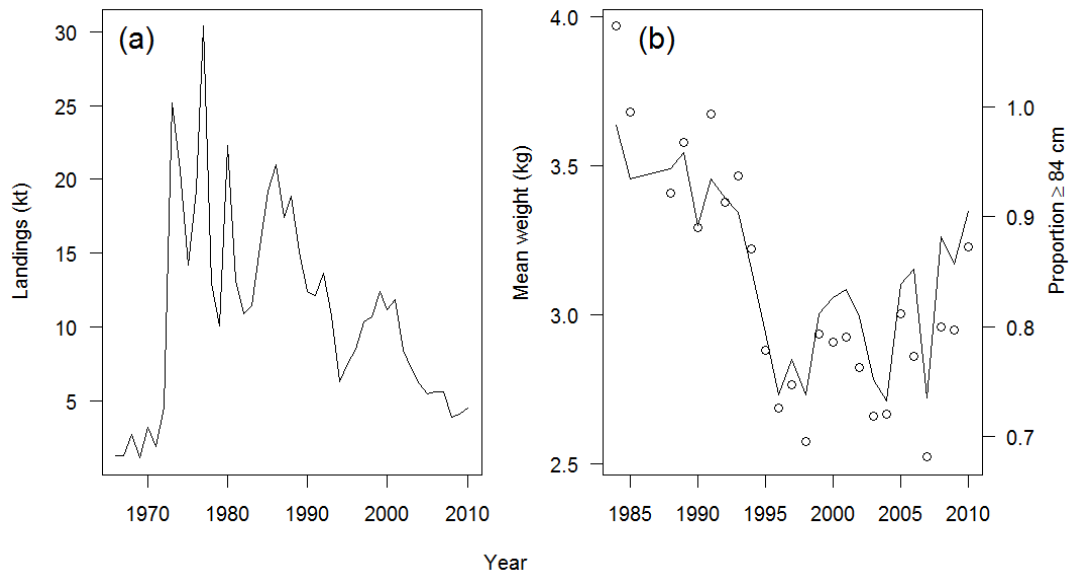 (a)
Landings (kt)
30
25
20
15
10
5
1970 1980 1990 2000 2010
(b)
Mean weight (kg)
4.0
3.5
3.0
2.5
1985 1990 1995 2000 2005 2010
1.0
0.9
0.8
0.7
Proportion ≥ 84 cm
Year